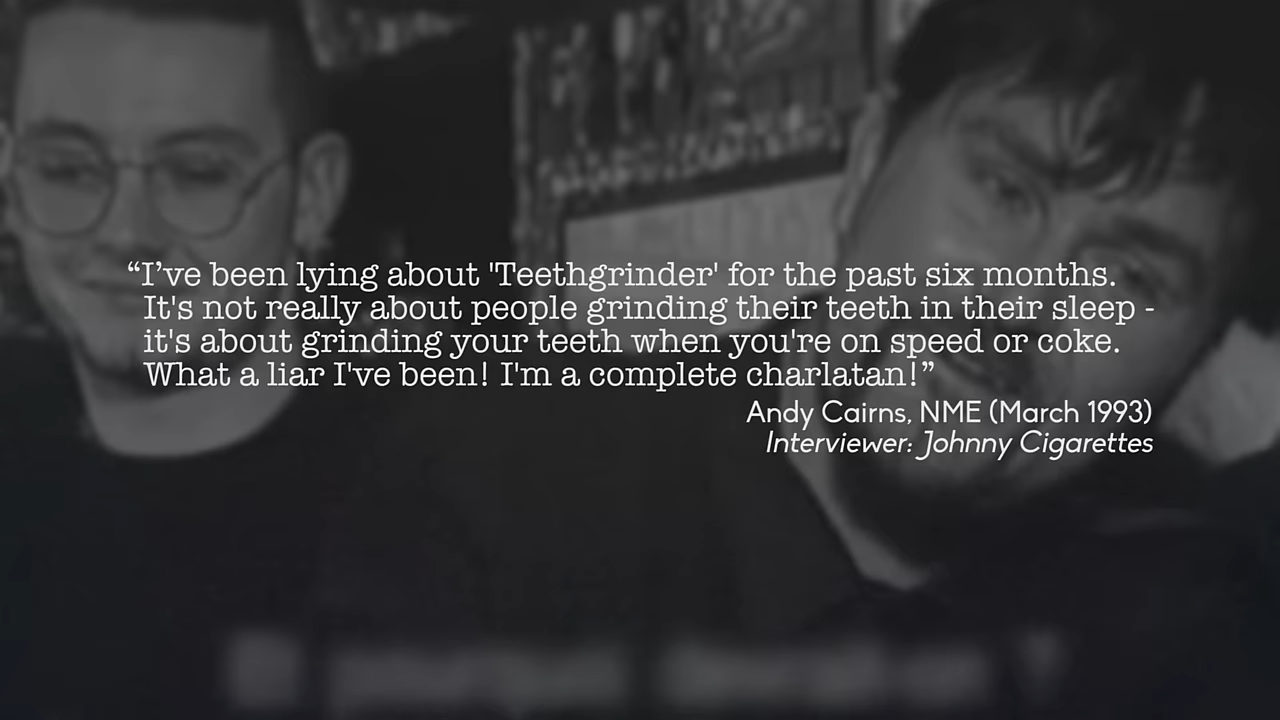 “I’ve been lying about 'Teethgrinder' for the past six months.
It's not really about people grinding their teeth in their sleep -
it's about grinding your teeth when you're on speed or coke.
What a liar I've been! I'm a complete charlatan!”
Andy Cairns, NME (March 1993)
Interviewer: Johnny Cigarettes